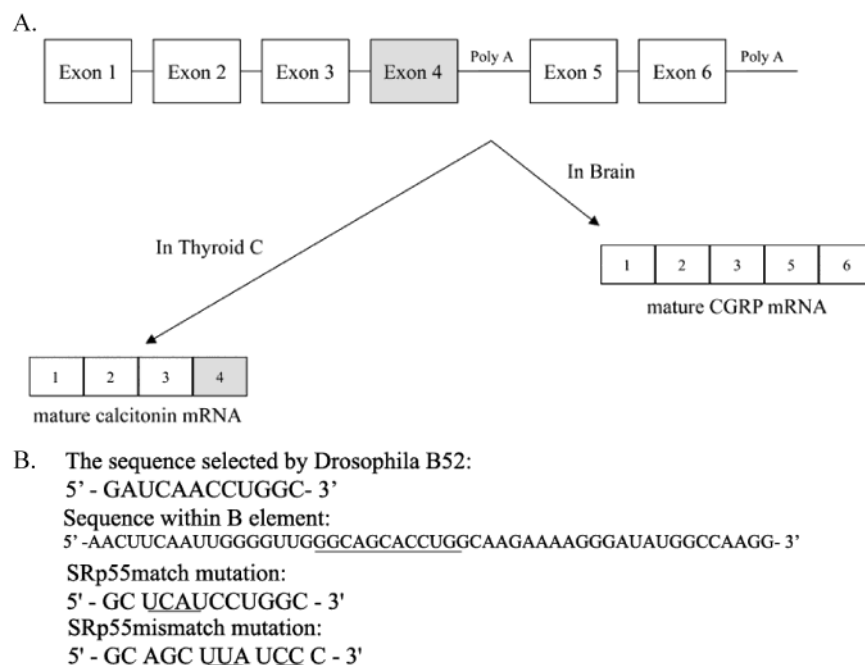 A.
Exon 1 Exon 2 Exon 3 Exon 4 Poly A Exon 5 Exon 6 Poly A
In Brain
In Thyroid C
1 2 3 5 6
mature CGRP mRNA
1 2 3 4
mature calcitonin mRNA
B. The sequence selected by Drosophila B52:
5’ - GAUCAACCUGGC- 3’
Sequence within B element:
5’ -AACUUCAAUUGGGGUUGGGCAGCACCUGGCAAGAAAAGGGAUAUGGCCAAGG- 3’
SRp55match mutation:
5' - GC UCAUCCUGGC - 3'
SRp55mismatch mutation:
5' - GC AGC UUA UCC C - 3'